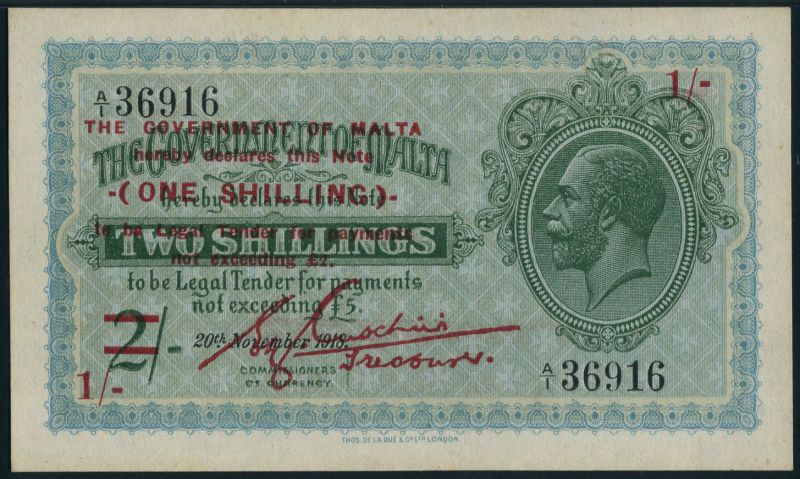 A/1 36916
1/-
THE GOVERNMENT OF MALTA
THE GOVERNMENT OF MALTA
hereby declares this Note
-(ONE SHILLING)-
hereby declares this Note
to be Legal Tender for payments
TWO SHILLINGS
not exceeding £2.
to be Legal Tender for payments
not exceeding £5.
2/-
20th November 1918.
Treasurer.
1/-
COMMISSIONERS
OF CURRENCY.
A/1 36916
THOS. DE LA RUE & CO. LTD. LONDON